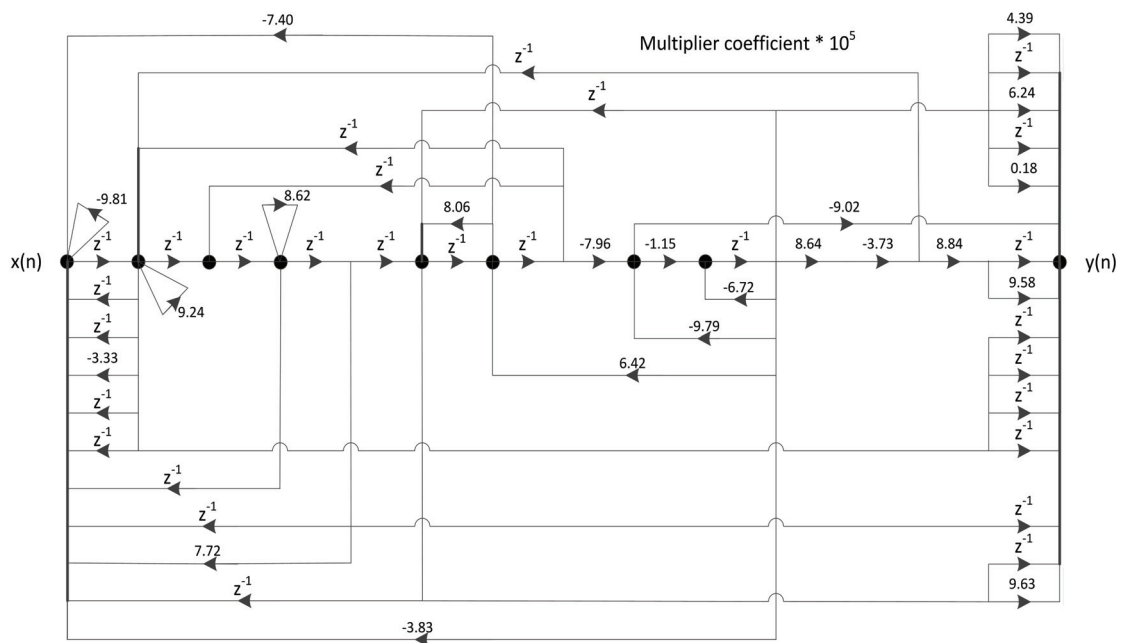 -7.40
4.39
Multiplier coefficient * 10⁵
z⁻¹
z⁻¹
z⁻¹
6.24
z⁻¹
z⁻¹
z⁻¹
0.18
-9.81
8.62
8.06
-9.02
x(n)
z⁻¹
z⁻¹
z⁻¹
z⁻¹
z⁻¹
z⁻¹
z⁻¹
-7.96
-1.15
z⁻¹
8.64
-3.73
8.84
z⁻¹
y(n)
z⁻¹
9.24
-6.72
9.58
z⁻¹
-9.79
z⁻¹
-3.33
6.42
z⁻¹
z⁻¹
z⁻¹
z⁻¹
z⁻¹
z⁻¹
z⁻¹
z⁻¹
7.72
z⁻¹
z⁻¹
9.63
-3.83